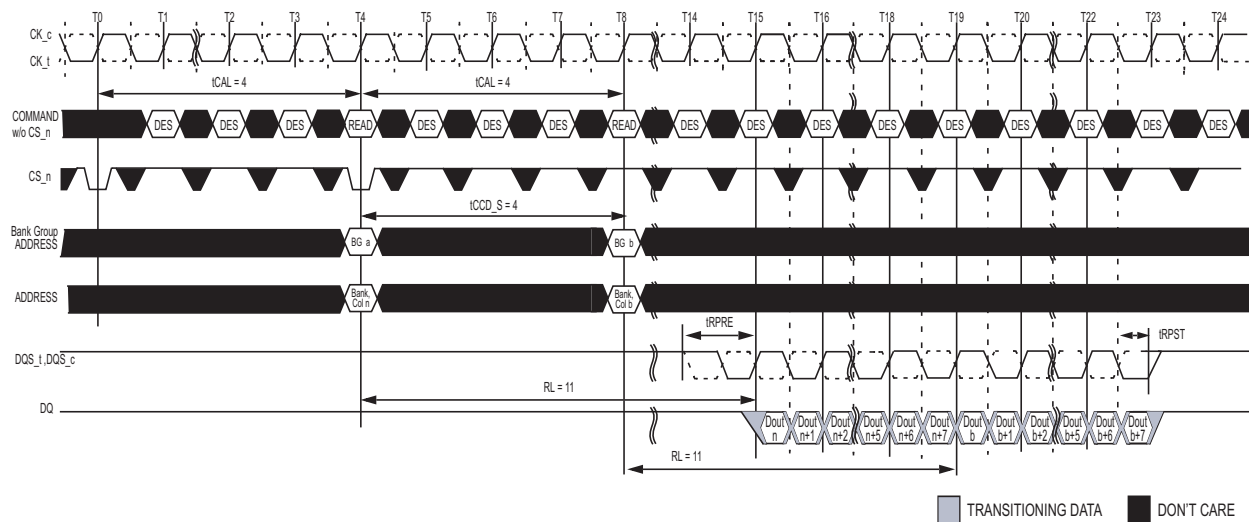 T0 T1 T2 T3 T4 T5 T6 T7 T8 T14 T15 T16 T18 T19 T20 T22 T23 T24
CK_c
CK_t
tCAL = 4 tCAL = 4
COMMAND
w/o CS_n
DES DES DES READ DES DES DES READ DES DES DES DES DES DES DES DES DES
CS_n
tCCD_S = 4
Bank Group
ADDRESS
BG a BG b
ADDRESS
Bank, Bank,
Col n Col b
tRPRE
tRPST
DQS_t ,DQS_c
RL = 11
DQ
Dout Dout Dout Dout Dout Dout Dout Dout Dout Dout Dout Dout
n n+1 n+2 n+5 n+6 n+7 b b+1 b+2 b+5 b+6 b+7
RL = 11
TRANSITIONING DATA DON'T CARE